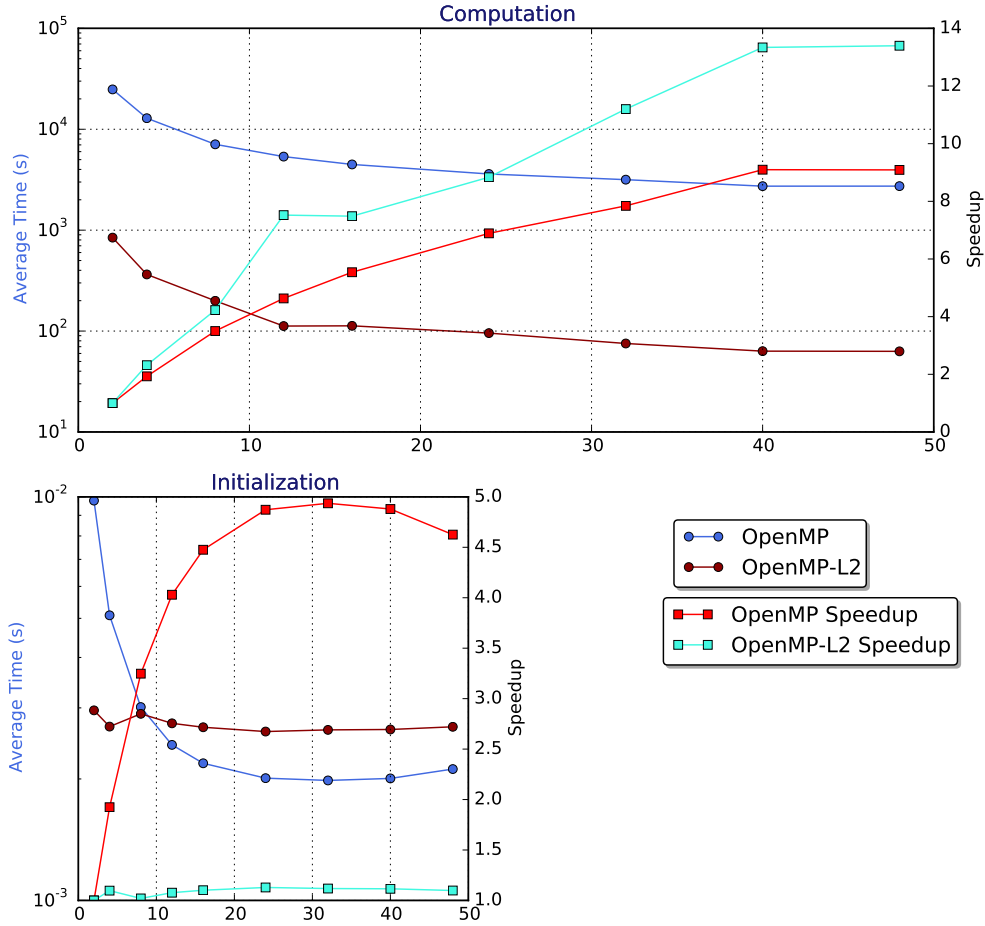 Computation
10^5
10^4
10^3
10^2
10^1
Average Time (s)
14
12
10
8
6
4
2
0
Speedup
0 10 20 30 40 50
Initialization
10^-2
10^-3
Average Time (s)
5.0
4.5
4.0
3.5
3.0
2.5
2.0
1.5
1.0
Speedup
0 10 20 30 40 50
OpenMP
OpenMP-L2
OpenMP Speedup
OpenMP-L2 Speedup